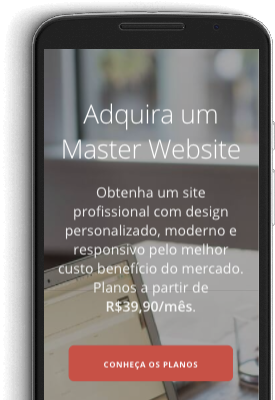 Adquira um
Master Website
Obtenha um site
profissional com design
personalizado, moderno e
responsivo pelo melhor
custo benefício do mercado.
Planos a partir de
R$39,90/mês.
CONHEÇA OS PLANOS